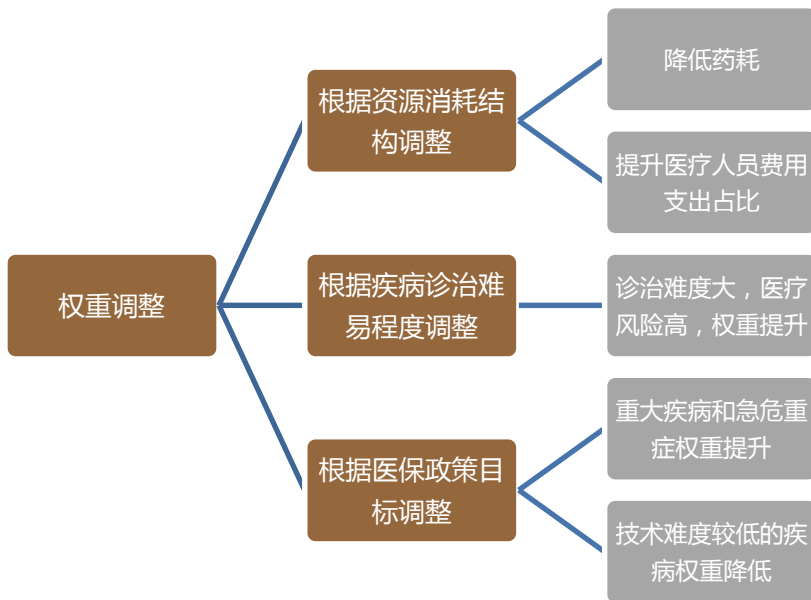 权重调整
根据资源消耗结
构调整
降低药耗
提升医疗人员费用
支出占比
根据疾病诊治难
易程度调整
诊治难度大，医疗
风险高，权重提升
根据医保政策目
标调整
重大疾病和急危重
症权重提升
技术难度较低的疾
病权重降低